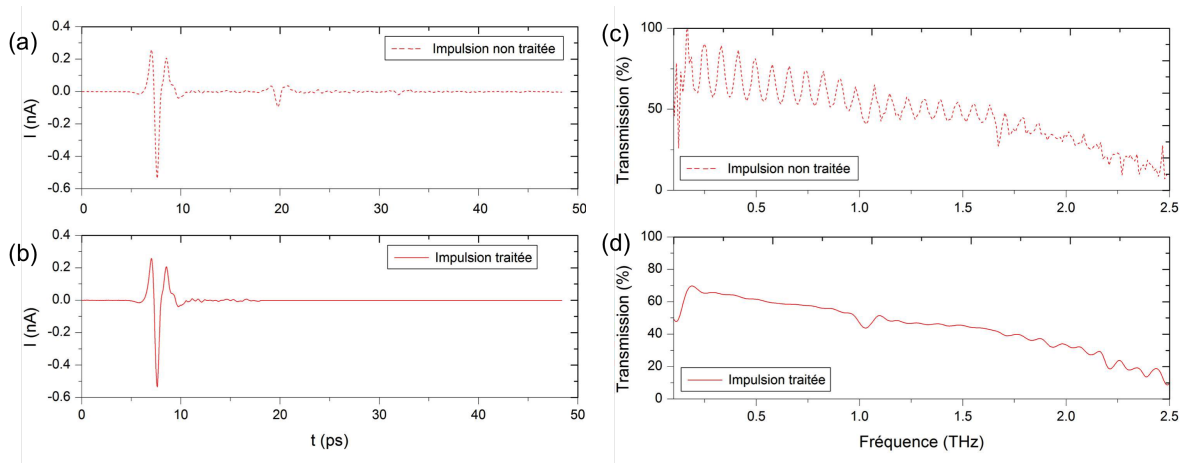 (a)
0.4
0.2
0.0
-0.2
-0.4
-0.6
I (nA)
Impulsion non traitée
0 10 20 30 40 50
(b)
0.4
0.2
0.0
-0.2
-0.4
-0.6
I (nA)
Impulsion traitée
0 10 20 30 40 50
t (ps)
(c)
100
50
0
Transmission (%)
Impulsion non traitée
0.5 1.0 1.5 2.0 2.5
(d)
100
80
60
40
20
0
Transmission (%)
Impulsion traitée
0.5 1.0 1.5 2.0 2.5
Fréquence (THz)